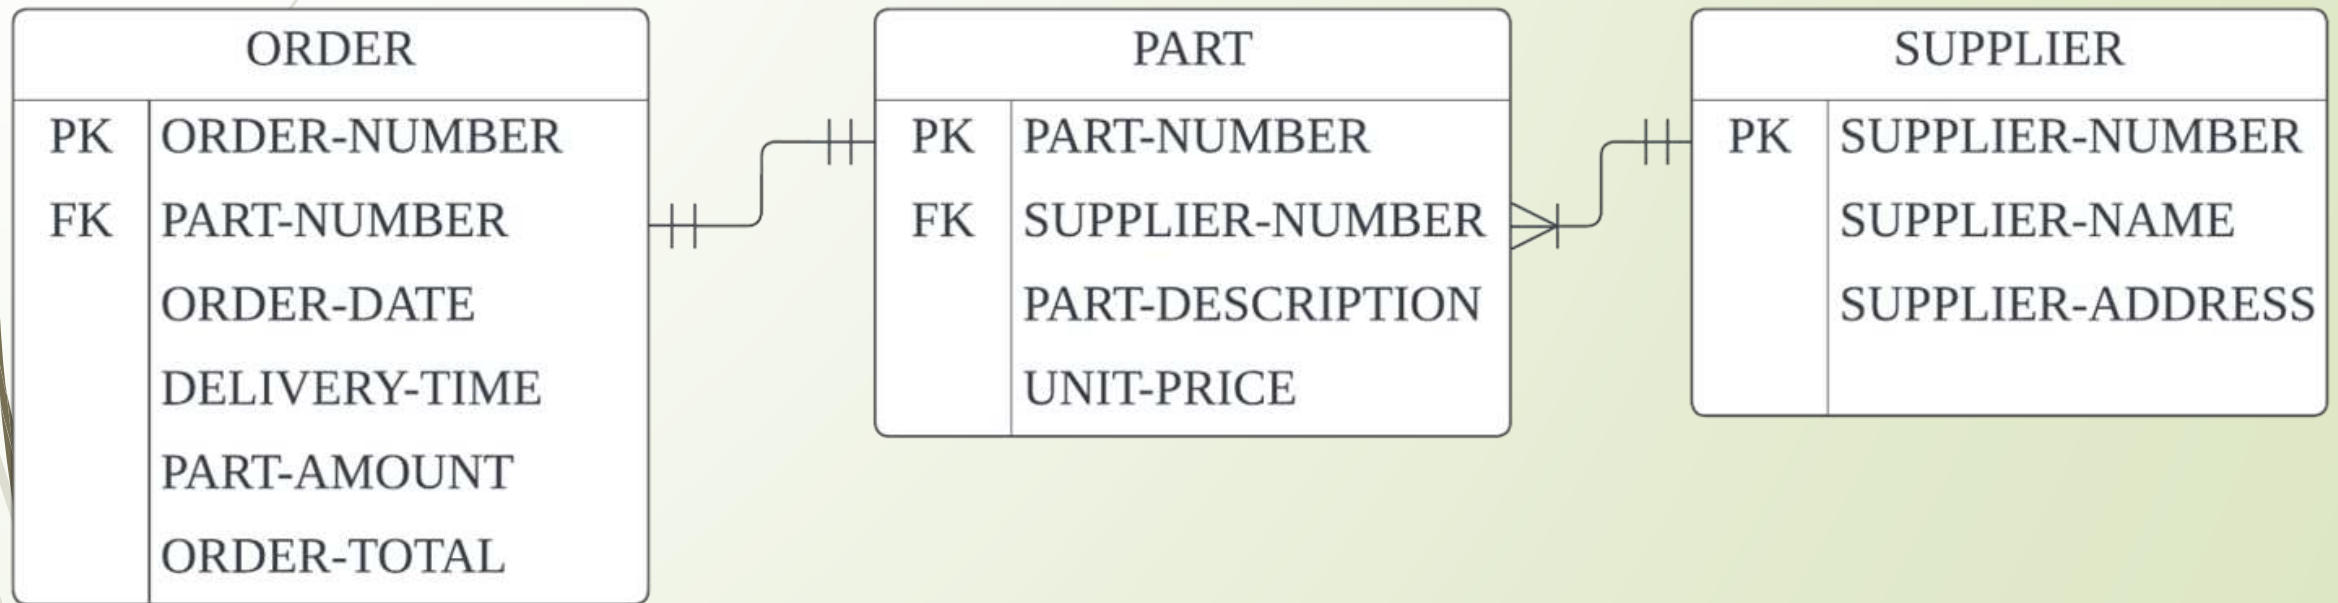 ORDER
PK ORDER-NUMBER
FK PART-NUMBER
ORDER-DATE
DELIVERY-TIME
PART-AMOUNT
ORDER-TOTAL
PART
PK PART-NUMBER
FK SUPPLIER-NUMBER
PART-DESCRIPTION
UNIT-PRICE
SUPPLIER
PK SUPPLIER-NUMBER
SUPPLIER-NAME
SUPPLIER-ADDRESS